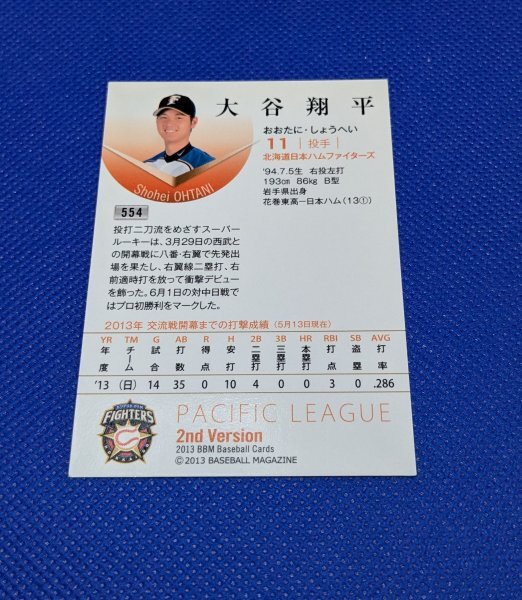 大谷翔平
おおたに・しょうへい
11 | 投手 |
北海道日本ハムファイターズ
'94.7.5生 右投左打
193cm 86kg B型
岩手県出身
花巻東高―日本ハム(13①)
Shohei OHTANI
554
投打二刀流をめざすスーパー
ルーキーは、3月29日の西武と
の開幕戦に八番・右翼で先発出
場を果たし、右翼線二塁打、右
前適時打を放って衝撃デビュー
を飾った。6月1日の対中日戦で
はプロ初勝利をマークした。
2013年 交流戦開幕までの打撃成績(5月13日現在)
YR TM G AB R H 2B 3B HR RBI SB AVG
年度 チーム 試合 打数 得点 安打 二塁打 三塁打 本塁打 打点 盗塁 打率
'13 (日) 14 35 0 10 4 0 0 3 0 .286
FIGHTERS
PACIFIC LEAGUE
2nd Version
2013 BBM Baseball Cards
©2013 BASEBALL MAGAZINE